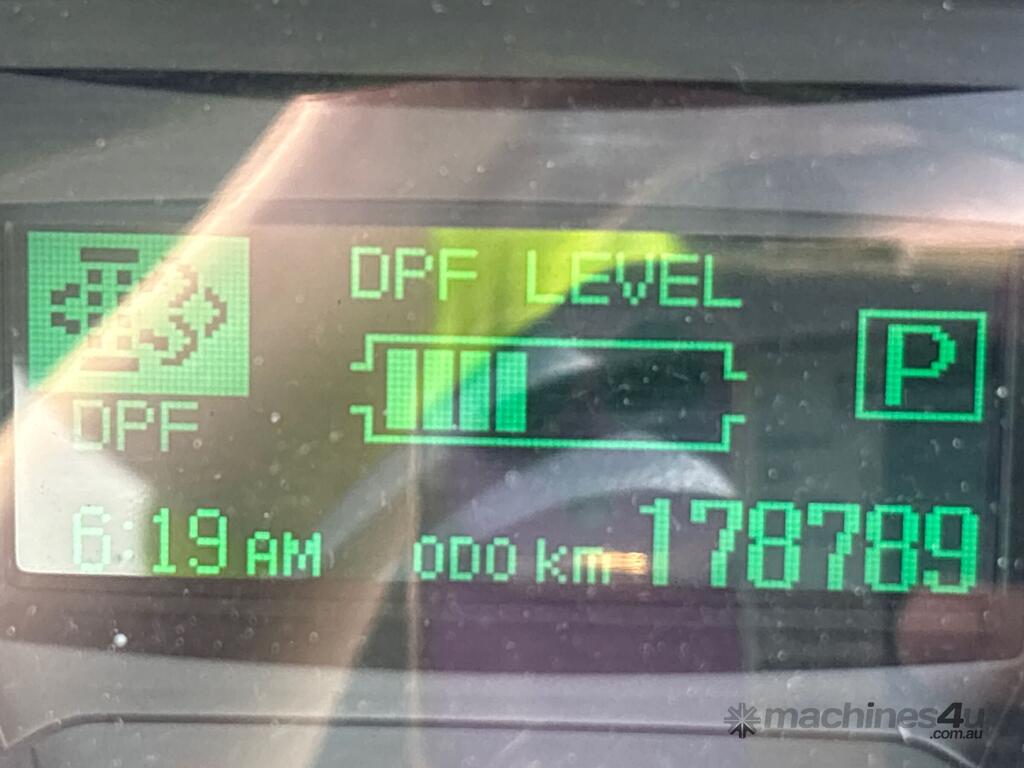 DPF LEVEL
P
DPF
6:19 AM ODO km 178789
machines4u
.com.au